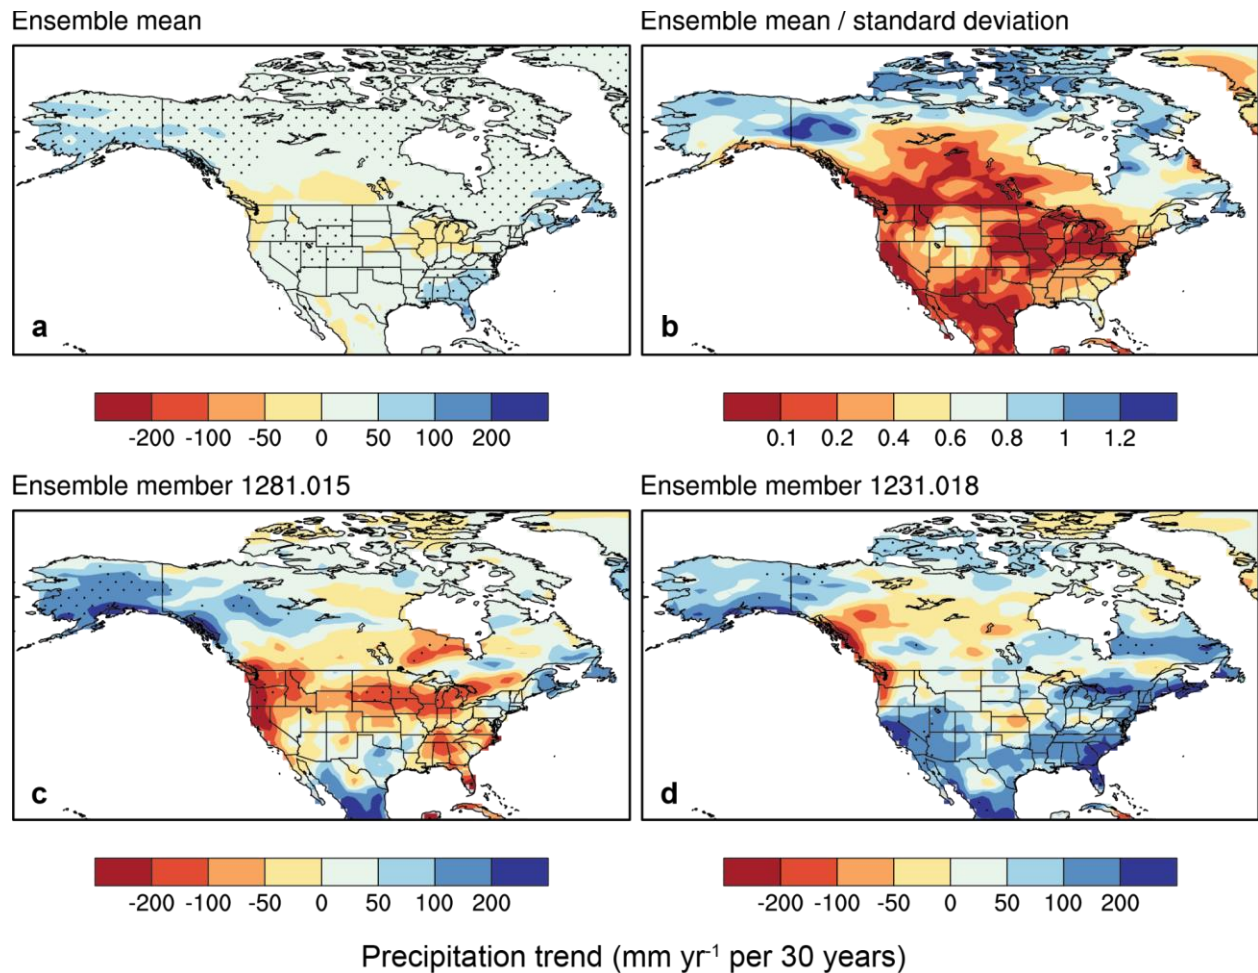 Ensemble mean
Ensemble mean / standard deviation
a
b
-200 -100 -50 0 50 100 200
0.1 0.2 0.4 0.6 0.8 1 1.2
Ensemble member 1281.015
Ensemble member 1231.018
c
d
-200 -100 -50 0 50 100 200
-200 -100 -50 0 50 100 200
Precipitation trend (mm yr⁻¹ per 30 years)